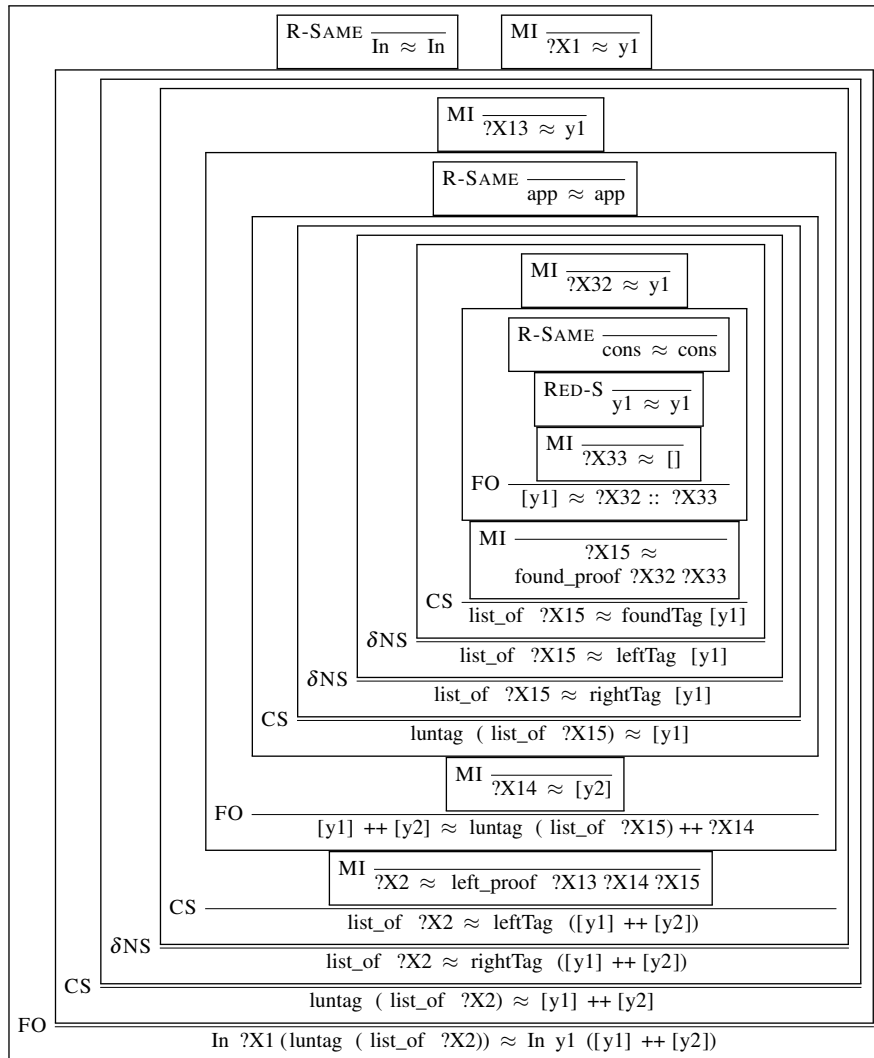 R-SAME In ≈ In MI ?X1 ≈ y1
MI ?X13 ≈ y1
R-SAME app ≈ app
MI ?X32 ≈ y1
R-SAME cons ≈ cons
RED-S y1 ≈ y1
MI ?X33 ≈ []
FO [y1] ≈ ?X32 :: ?X33
MI ?X15 ≈
found_proof ?X32 ?X33
CS list_of ?X15 ≈ foundTag [y1]
δNS list_of ?X15 ≈ leftTag [y1]
δNS list_of ?X15 ≈ rightTag [y1]
CS luntag ( list_of ?X15) ≈ [y1]
MI ?X14 ≈ [y2]
FO [y1] ++ [y2] ≈ luntag ( list_of ?X15) ++ ?X14
MI ?X2 ≈ left_proof ?X13 ?X14 ?X15
CS list_of ?X2 ≈ leftTag ([y1] ++ [y2])
δNS list_of ?X2 ≈ rightTag ([y1] ++ [y2])
CS luntag ( list_of ?X2) ≈ [y1] ++ [y2]
FO In ?X1 (luntag ( list_of ?X2)) ≈ In y1 ([y1] ++ [y2])